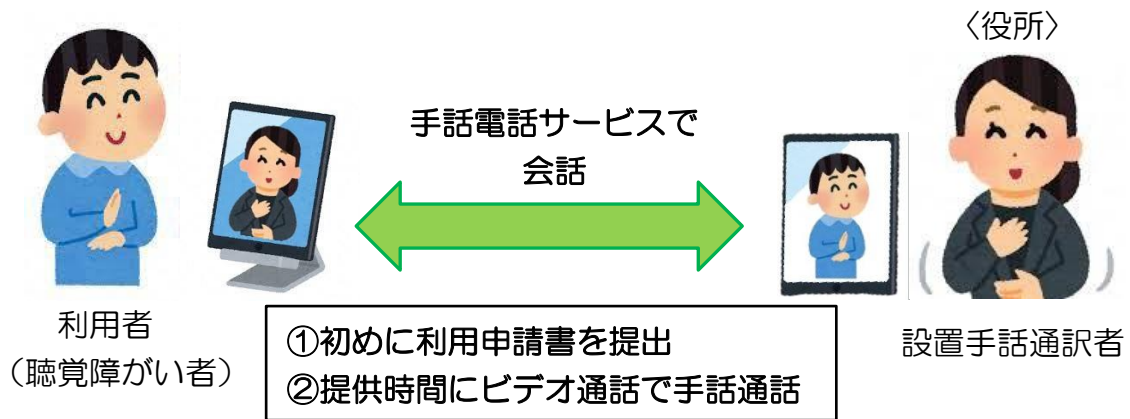 〈役所〉
手話電話サービスで
会話
利用者
（聴覚障がい者）
①初めに利用申請書を提出
②提供時間にビデオ通話で手話通話
設置手話通訳者